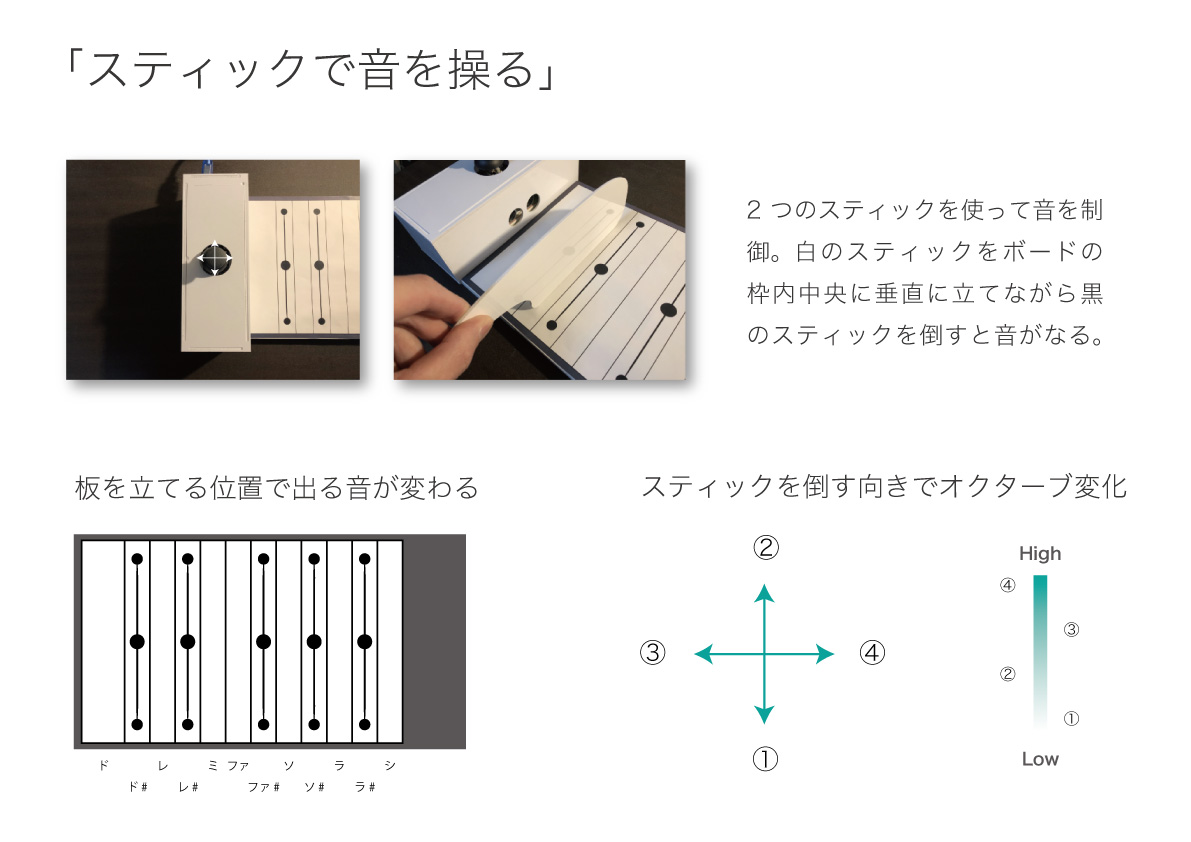 「スティックで音を操る」
2 つのスティックを使って音を制
御。白のスティックをボードの
枠内中央に垂直に立てながら黒
のスティックを倒すと音がなる。
板を立てる位置で出る音が変わる
ド レ ミ ファ ソ ラ シ
ド# レ# ファ# ソ# ラ#
スティックを倒す向きでオクターブ変化
②
③ ④
①
High
④
③
②
①
Low